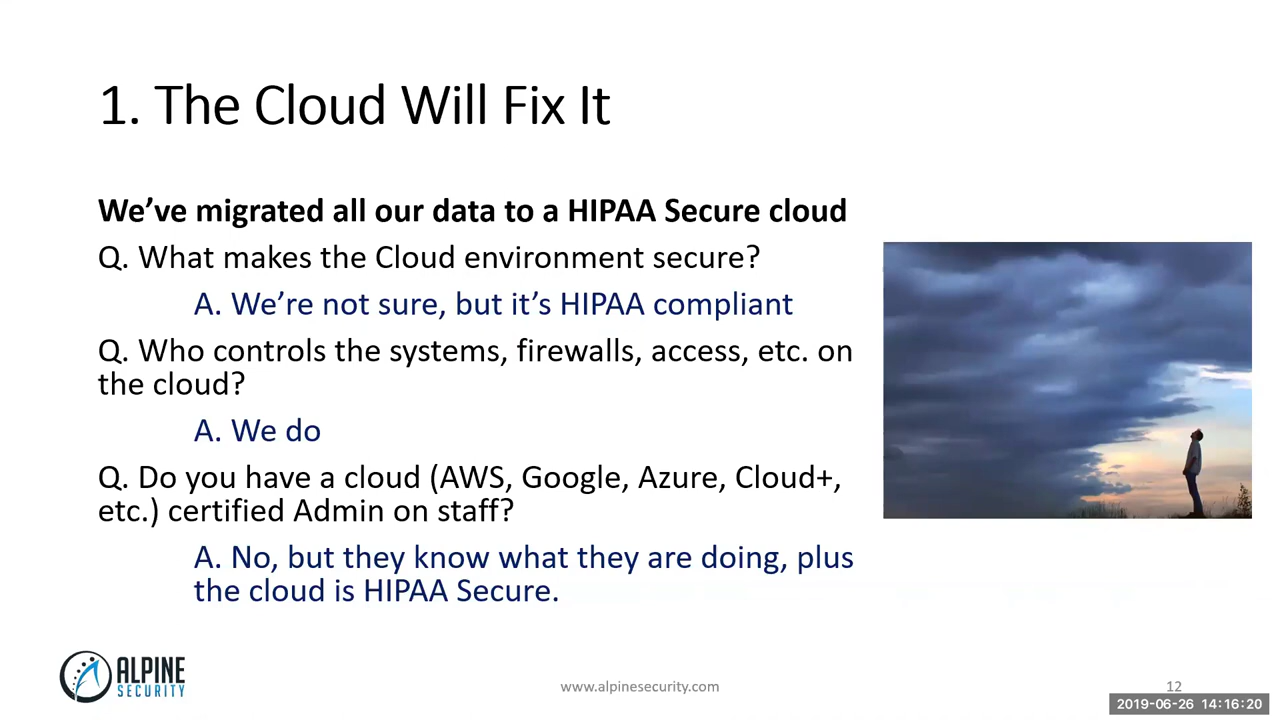 1. The Cloud Will Fix It
We’ve migrated all our data to a HIPAA Secure cloud
Q. What makes the Cloud environment secure?
A. We’re not sure, but it’s HIPAA compliant
Q. Who controls the systems, firewalls, access, etc. on
the cloud?
A. We do
Q. Do you have a cloud (AWS, Google, Azure, Cloud+,
etc.) certified Admin on staff?
A. No, but they know what they are doing, plus
the cloud is HIPAA Secure.
ALPINE
SECURITY
www.alpinesecurity.com
12
2019-06-26 14:16:20